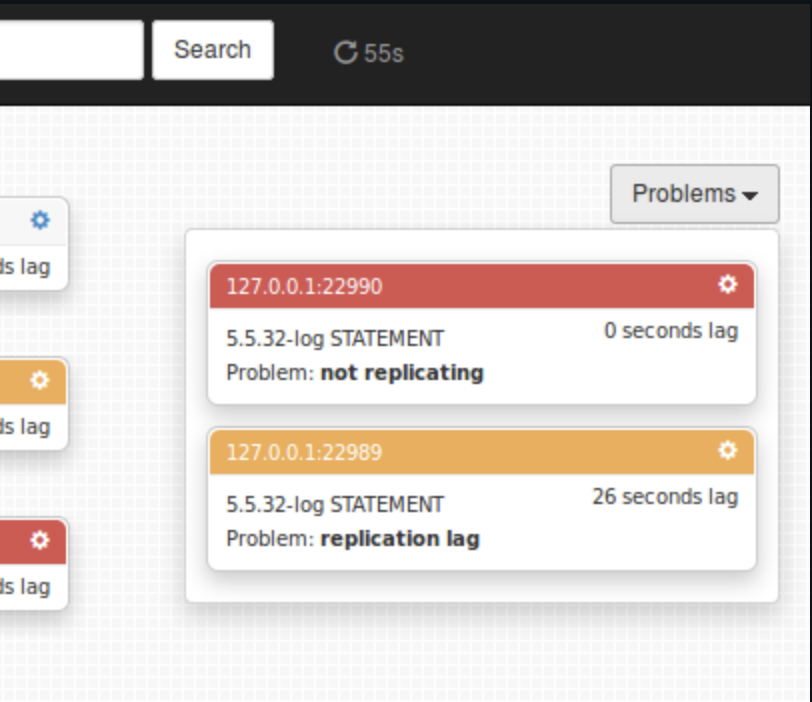 Search
55s
Problems
ds lag
127.0.0.1:22990
5.5.32-log STATEMENT
0 seconds lag
Problem: not replicating
ds lag
127.0.0.1:22989
5.5.32-log STATEMENT
26 seconds lag
Problem: replication lag
ds lag